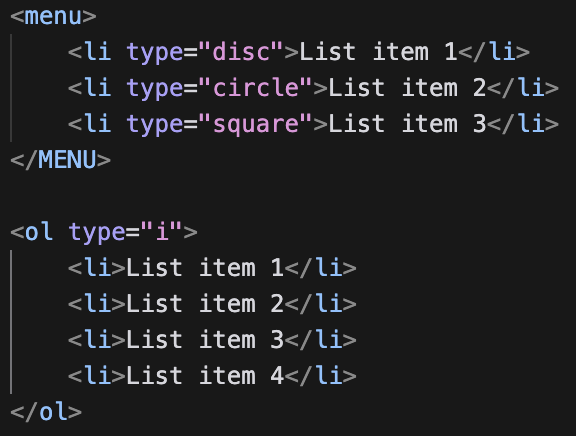 <menu>
    <li type="disc">List item 1</li>
    <li type="circle">List item 2</li>
    <li type="square">List item 3</li>
</MENU>

<ol type="i">
    <li>List item 1</li>
    <li>List item 2</li>
    <li>List item 3</li>
    <li>List item 4</li>
</ol>